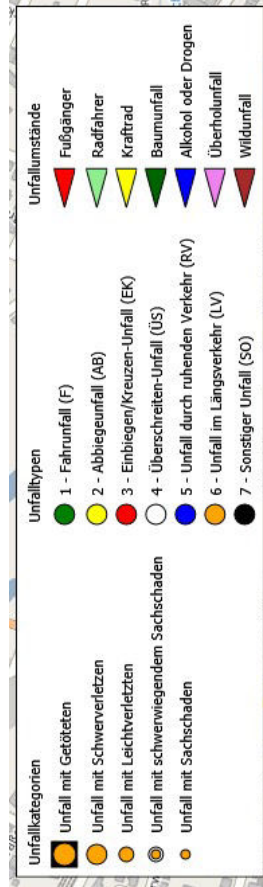 Unfallkategorien
Unfall mit Getöteten
Unfall mit Schwerverletzen
Unfall mit Leichtverletzten
Unfall mit schwerwiegendem Sachschaden
Unfall mit Sachschaden
Unfalltypen
1 - Fahrunfall (F)
2 - Abbiegeunfall (AB)
3 - Einbiegen/Kreuzen-Unfall (EK)
4 - Überschreiten-Unfall (ÜS)
5 - Unfall durch ruhenden Verkehr (RV)
6 - Unfall im Längsverkehr (LV)
7 - Sonstiger Unfall (SO)
Unfallumstände
Fußgänger
Radfahrer
Kraftrad
Baumunfall
Alkohol oder Drogen
Überholunfall
Wildunfall